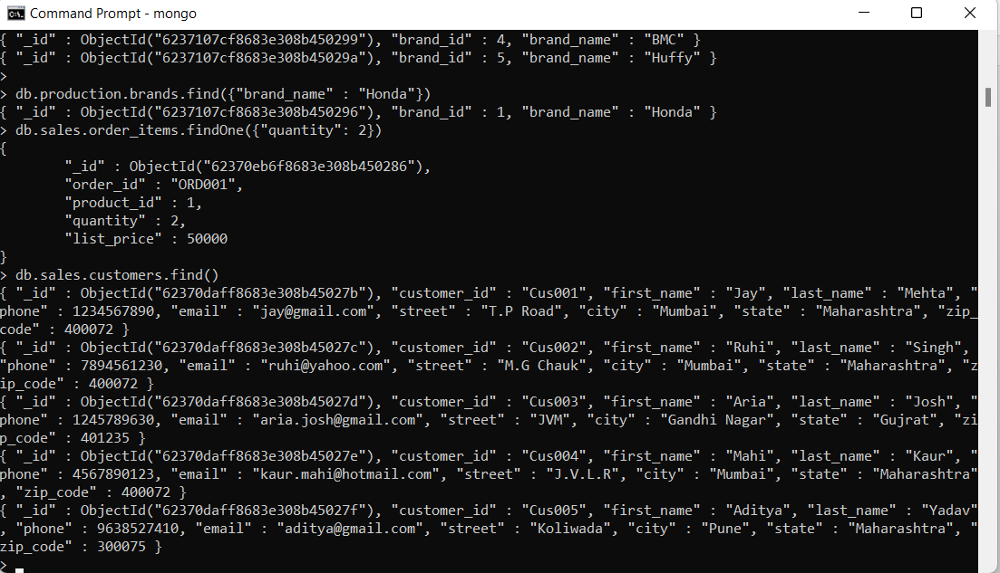 Command Prompt - mongo
{ "_id" : ObjectId("6237107cf8683e308b450299"), "brand_id" : 4, "brand_name" : "BMC" }
{ "_id" : ObjectId("6237107cf8683e308b45029a"), "brand_id" : 5, "brand_name" : "Huffy" }
>
> db.production.brands.find({"brand_name" : "Honda"})
{ "_id" : ObjectId("6237107cf8683e308b450296"), "brand_id" : 1, "brand_name" : "Honda" }
> db.sales.order_items.findOne({"quantity": 2})
{
        "_id" : ObjectId("62370eb6f8683e308b450286"),
        "order_id" : "ORD001",
        "product_id" : 1,
        "quantity" : 2,
        "list_price" : 50000
}
> db.sales.customers.find()
{ "_id" : ObjectId("62370daff8683e308b45027b"), "customer_id" : "Cus001", "first_name" : "Jay", "last_name" : "Mehta", "
phone" : 1234567890, "email" : "jay@gmail.com", "street" : "T.P Road", "city" : "Mumbai", "state" : "Maharashtra", "zip_
code" : 400072 }
{ "_id" : ObjectId("62370daff8683e308b45027c"), "customer_id" : "Cus002", "first_name" : "Ruhi", "last_name" : "Singh",
"phone" : 7894561230, "email" : "ruhi@yahoo.com", "street" : "M.G Chauk", "city" : "Mumbai", "state" : "Maharashtra", "z
ip_code" : 400072 }
{ "_id" : ObjectId("62370daff8683e308b45027d"), "customer_id" : "Cus003", "first_name" : "Aria", "last_name" : "Josh", "
phone" : 1245789630, "email" : "aria.josh@gmail.com", "street" : "JVM", "city" : "Gandhi Nagar", "state" : "Gujrat", "zi
p_code" : 401235 }
{ "_id" : ObjectId("62370daff8683e308b45027e"), "customer_id" : "Cus004", "first_name" : "Mahi", "last_name" : "Kaur", "
phone" : 4567890123, "email" : "kaur.mahi@hotmail.com", "street" : "J.V.L.R", "city" : "Mumbai", "state" : "Maharashtra"
, "zip_code" : 400072 }
{ "_id" : ObjectId("62370daff8683e308b45027f"), "customer_id" : "Cus005", "first_name" : "Aditya", "last_name" : "Yadav"
, "phone" : 9638527410, "email" : "aditya@gmail.com", "street" : "Koliwada", "city" : "Pune", "state" : "Maharashtra", "
zip_code" : 300075 }
>